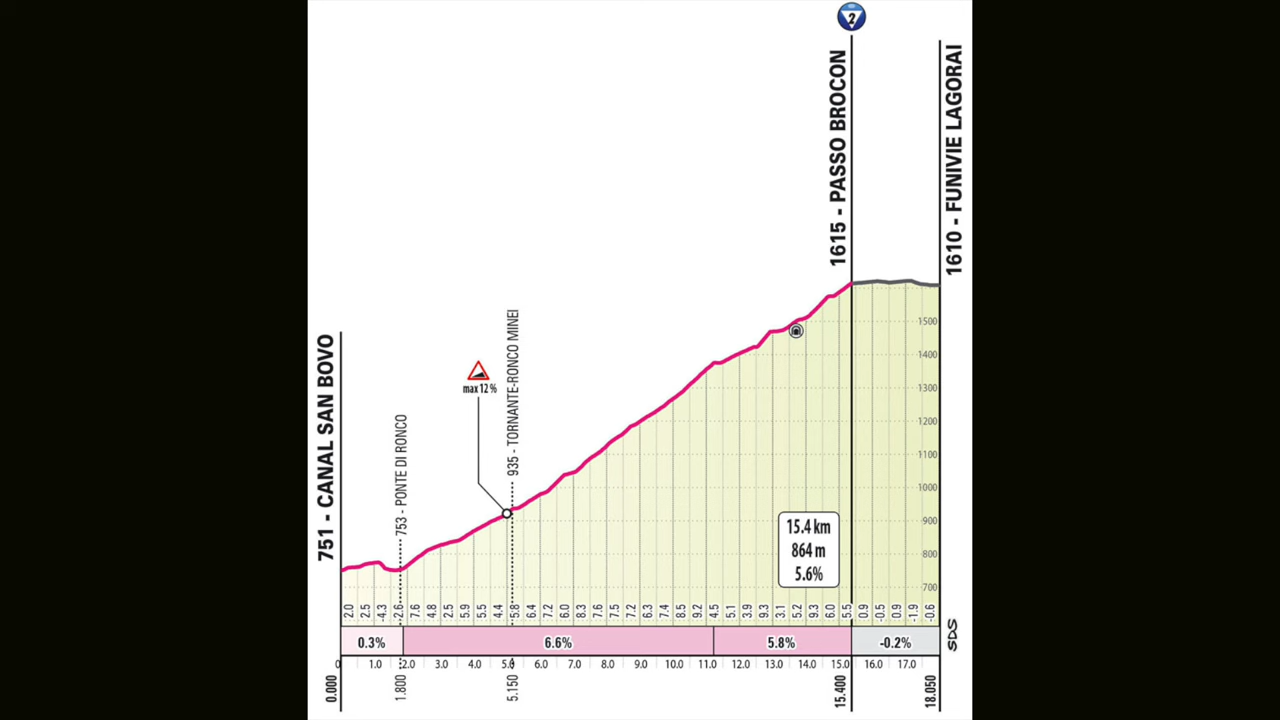 2
1615 - PASSO BROCON
1610 - FUNIVIE LAGORAI
751 - CANAL SAN BOVO
753 - PONTE DI RONCO
max 12 %
935 - TORNANTE-RONCO MINEI
1500
1400
1300
1200
1100
1000
900
800
700
15.4 km
864 m
5.6%
2.0 2.5 4.3 2.6 7.6 4.8 2.5 5.9 5.5 4.4 5.8 6.4 7.2 6.0 8.3 7.6 7.5 7.2 6.3 7.4 8.5 9.2 4.5 5.1 3.9 9.3 3.1 5.2 9.3 6.0 5.5 0.9 -0.5 0.9 -1.9 -0.6
0.3% 6.6% 5.8% -0.2%
SDS
0 1.0 2.0 3.0 4.0 5.0 6.0 7.0 8.0 9.0 10.0 11.0 12.0 13.0 14.0 15.0 16.0 17.0
0.000 1.800 5.150 15.400 18.050